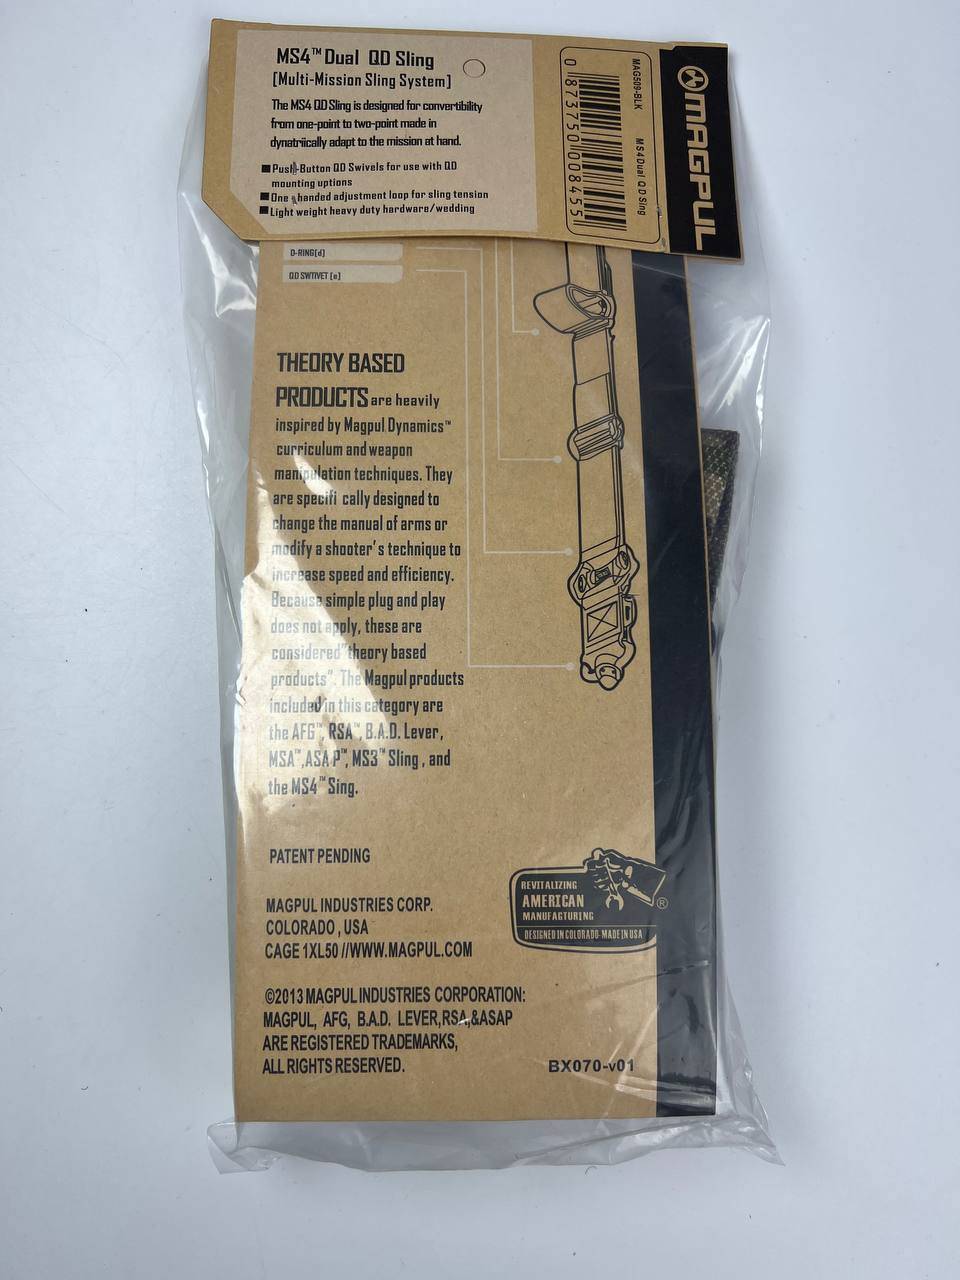 MS4™ Dual QD Sling
[Multi-Mission Sling System]
The MS4 QD Sling is designed for convertibility
from one-point to two-point made in
dynatriically adapt to the mission at hand.
■Push-Button QD Swivels for use with QD
mounting uptions
■One handed adjustment loop for sling tension
■Light weight heavy duty hardware/wedding
MAG509-BLK
MS4 Dual QD Sling
0 873750 008455
MAGPUL
D-RING[d]
QD SWTIVET [e]
THEORY BASED
PRODUCTS are heavily
inspired by Magpul Dynamics™
curriculum and weapon
manipulation techniques. They
are specifi cally designed to
change the manual of arms or
modify a shooter's technique to
increase speed and efficiency.
Because simple plug and play
does not apply, these are
considered"theory based
products". The Magpul products
included in this category are
the AFG™, RSA™, B.A.D. Lever,
MSA™,ASAP™, MS3™ Sling, and
the MS4™ Sing.
PATENT PENDING
MAGPUL INDUSTRIES CORP.
COLORADO, USA
CAGE 1XL50 //WWW.MAGPUL.COM
REVITALIZING
AMERICAN
MANUFACTURING
DESIGNED IN COLORADO-MADE IN USA
®
©2013 MAGPUL INDUSTRIES CORPORATION:
MAGPUL, AFG, B.A.D. LEVER,RSA,&ASAP
ARE REGISTERED TRADEMARKS,
ALL RIGHTS RESERVED.
BX070-v01